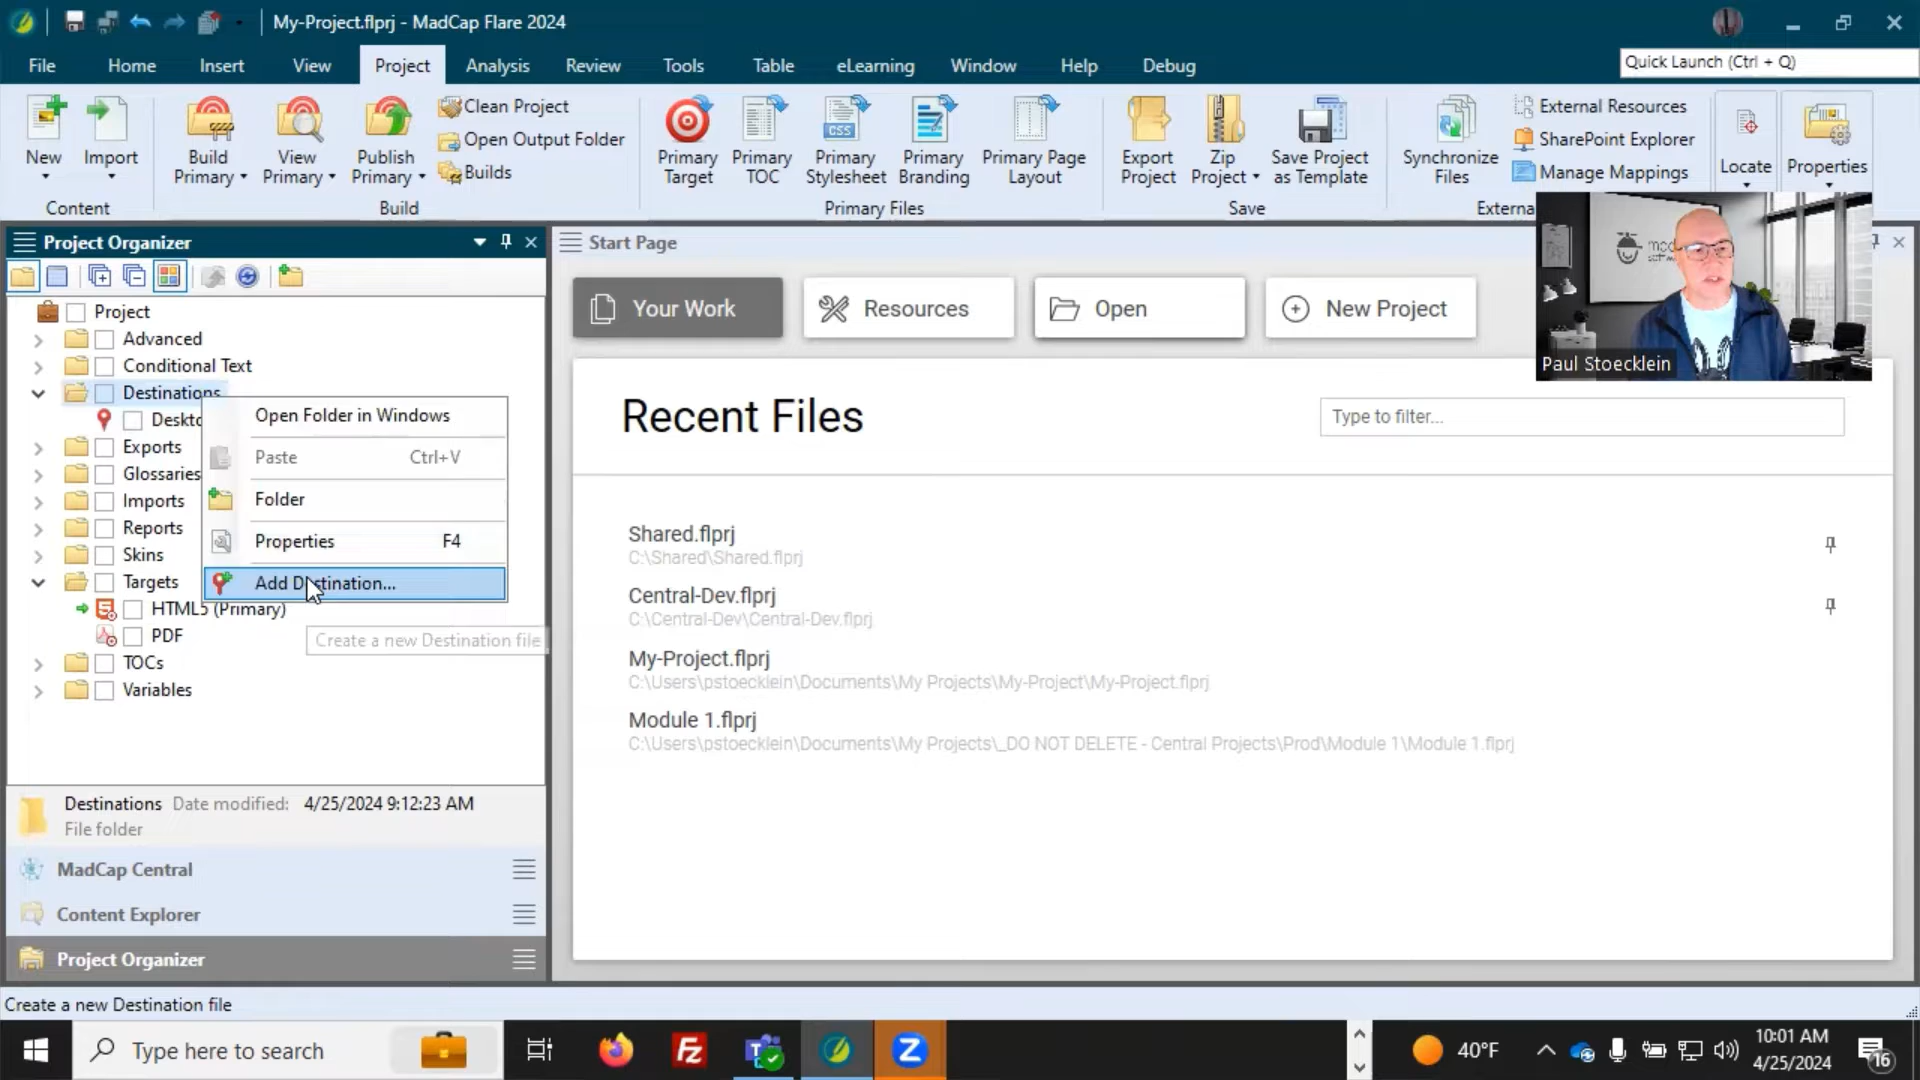 My-Project.flprj - MadCap Flare 2024
File
Home
Insert
View
Project
Analysis
Review
Tools
Table
eLearning
Window
Help
Debug
Quick Launch (Ctrl + Q)
New
Import
Content
Build
Primary
View
Primary
Publish
Primary
Clean Project
Open Output Folder
Builds
Build
Primary
Target
Primary
TOC
CSS
Primary
Stylesheet
Primary
Branding
Primary Page
Layout
Primary Files
Export
Project
Zip
Project
Save Project
as Template
Save
Synchronize
Files
External Resources
SharePoint Explorer
Manage Mappings
Externa
Locate
Properties
Project Organizer
Project
Advanced
Conditional Text
Destinations
Deskto
Exports
Glossaries
Imports
Reports
Skins
Targets
HTML5 (Primary)
PDF
TOCs
Variables
Open Folder in Windows
Paste Ctrl+V
Folder
Properties F4
Add Destination...
Create a new Destination file
Destinations Date modified: 4/25/2024 9:12:23 AM
File folder
MadCap Central
Content Explorer
Project Organizer
Start Page
Your Work
Resources
Open
New Project
Recent Files
Type to filter...
Shared.flprj
C:\Shared\Shared.flprj
Central-Dev.flprj
C:\Central-Dev\Central-Dev.flprj
My-Project.flprj
C:\Users\pstoecklein\Documents\My Projects\My-Project\My-Project.flprj
Module 1.flprj
C:\Users\pstoecklein\Documents\My Projects\_DO NOT DELETE - Central Projects\Prod\Module 1\Module 1.flprj
Paul Stoecklein
Create a new Destination file
Type here to search
Fz
Z
40°F
10:01 AM
4/25/2024
16